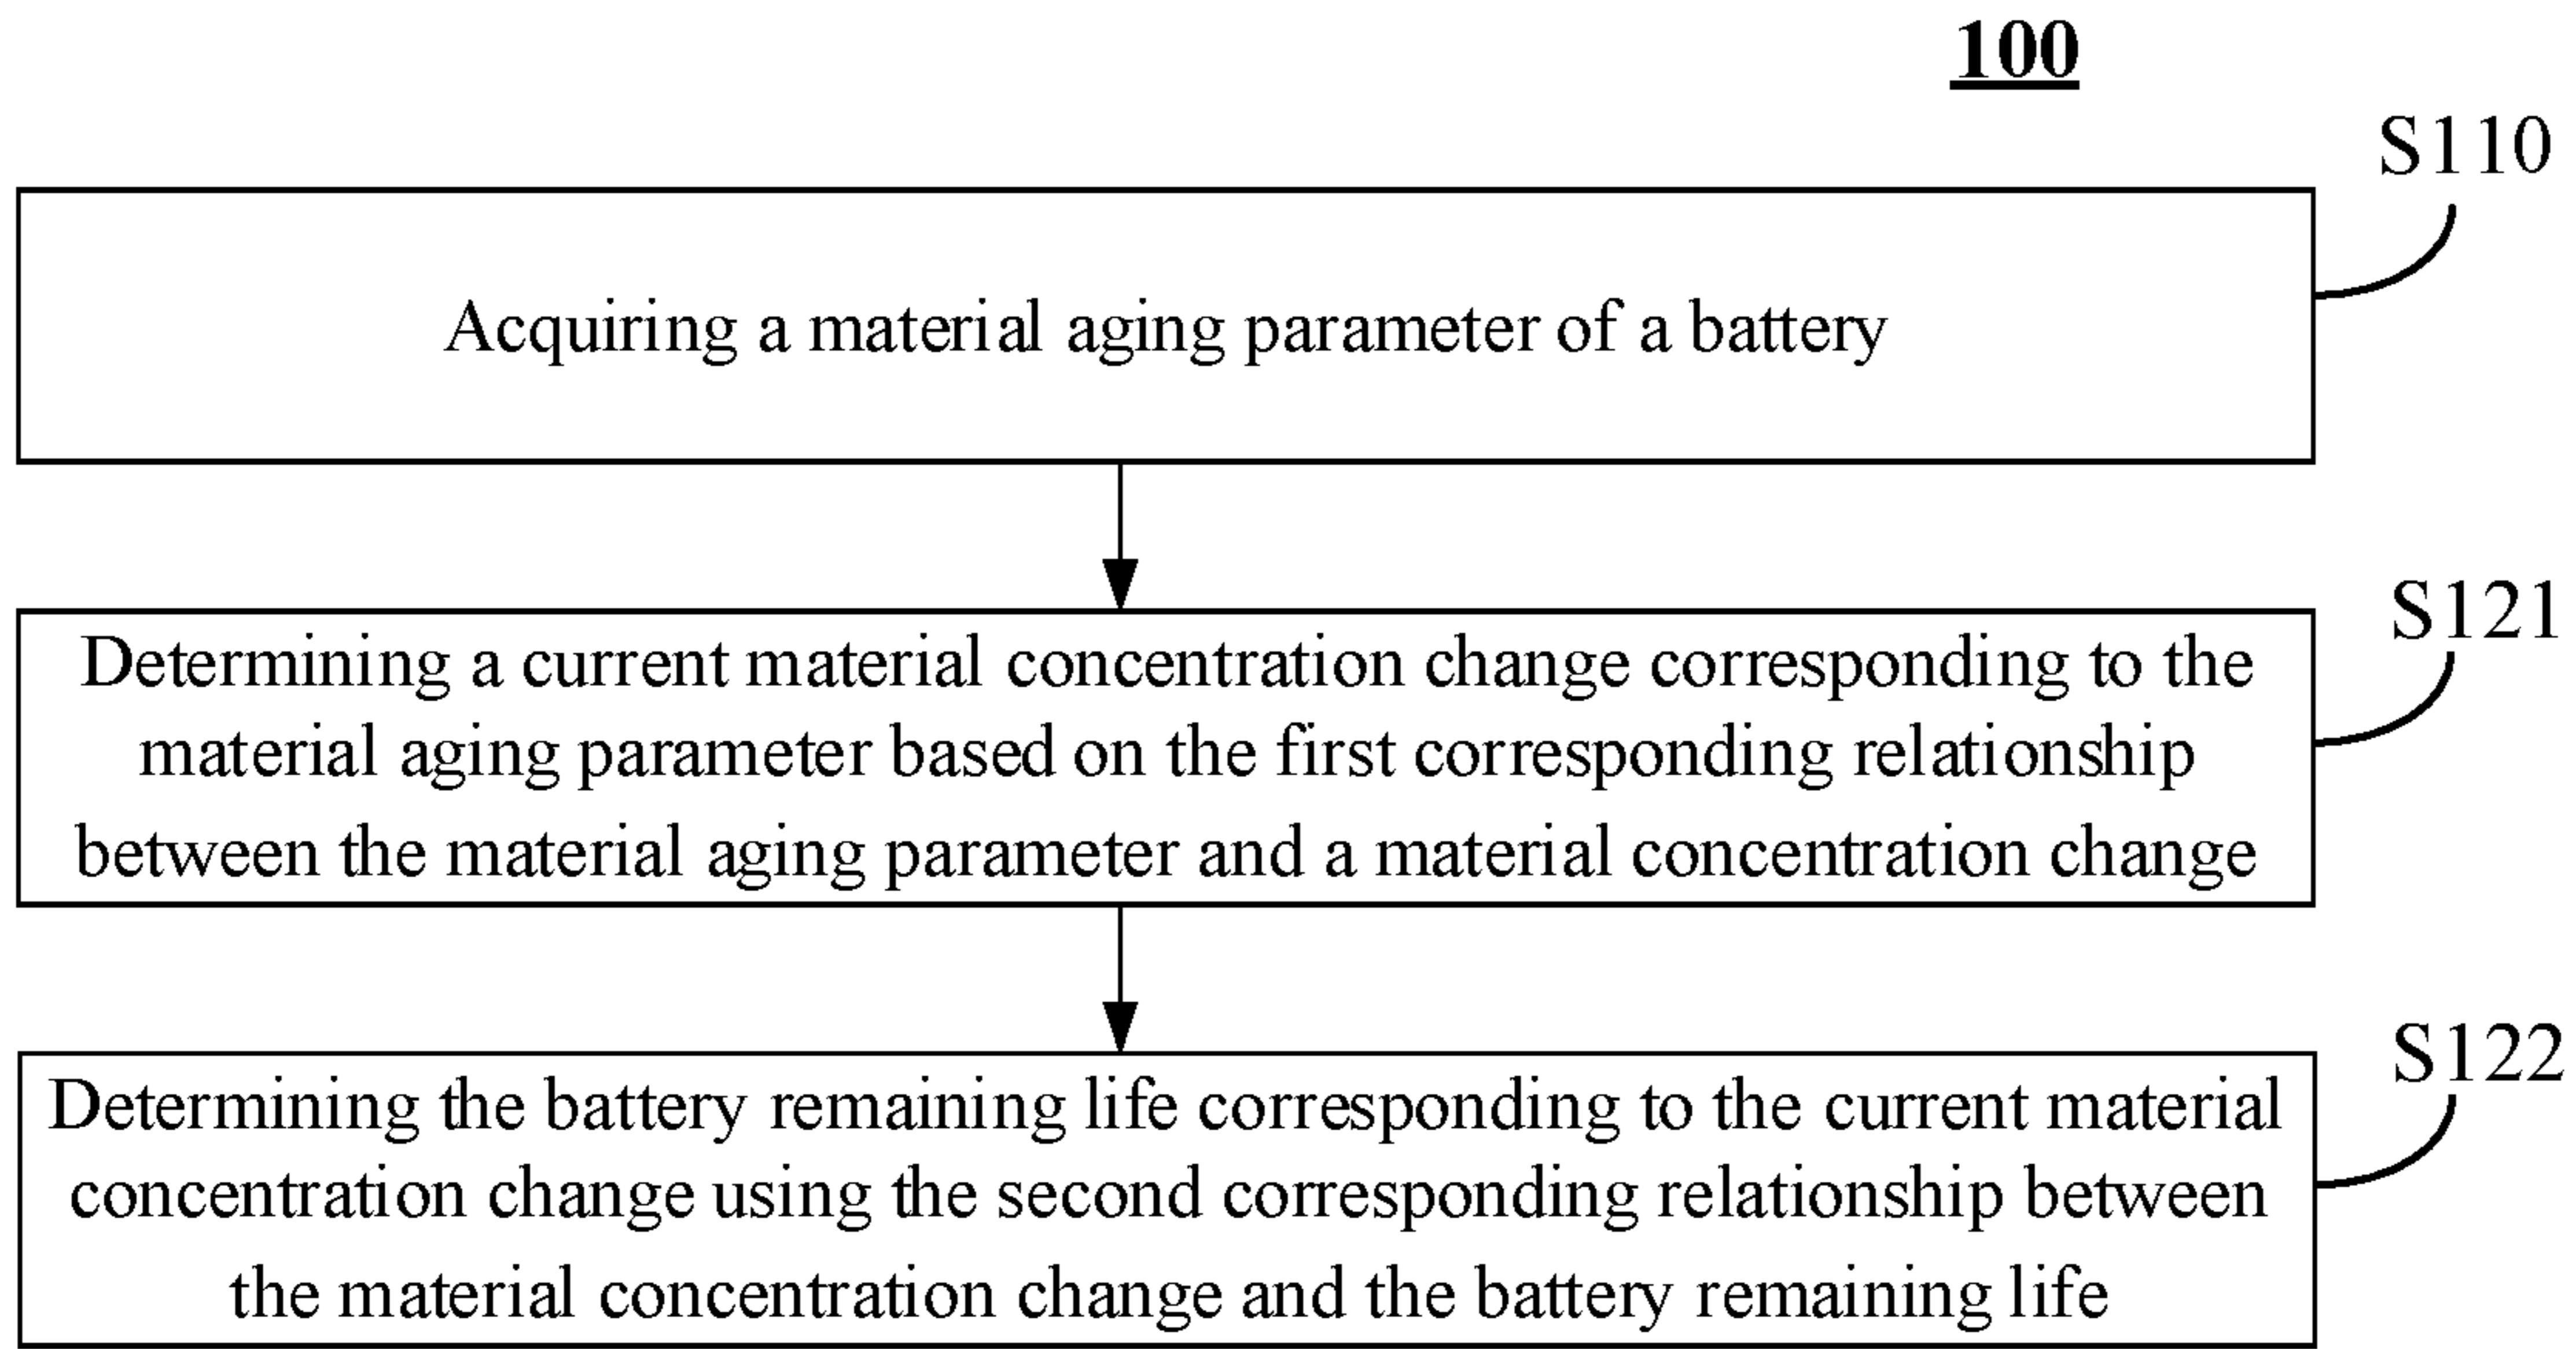 100
S110
Acquiring a material aging parameter of a battery
S121
Determining a current material concentration change corresponding to the
material aging parameter based on the first corresponding relationship
between the material aging parameter and a material concentration change
S122
Determining the battery remaining life corresponding to the current material
concentration change using the second corresponding relationship between
the material concentration change and the battery remaining life